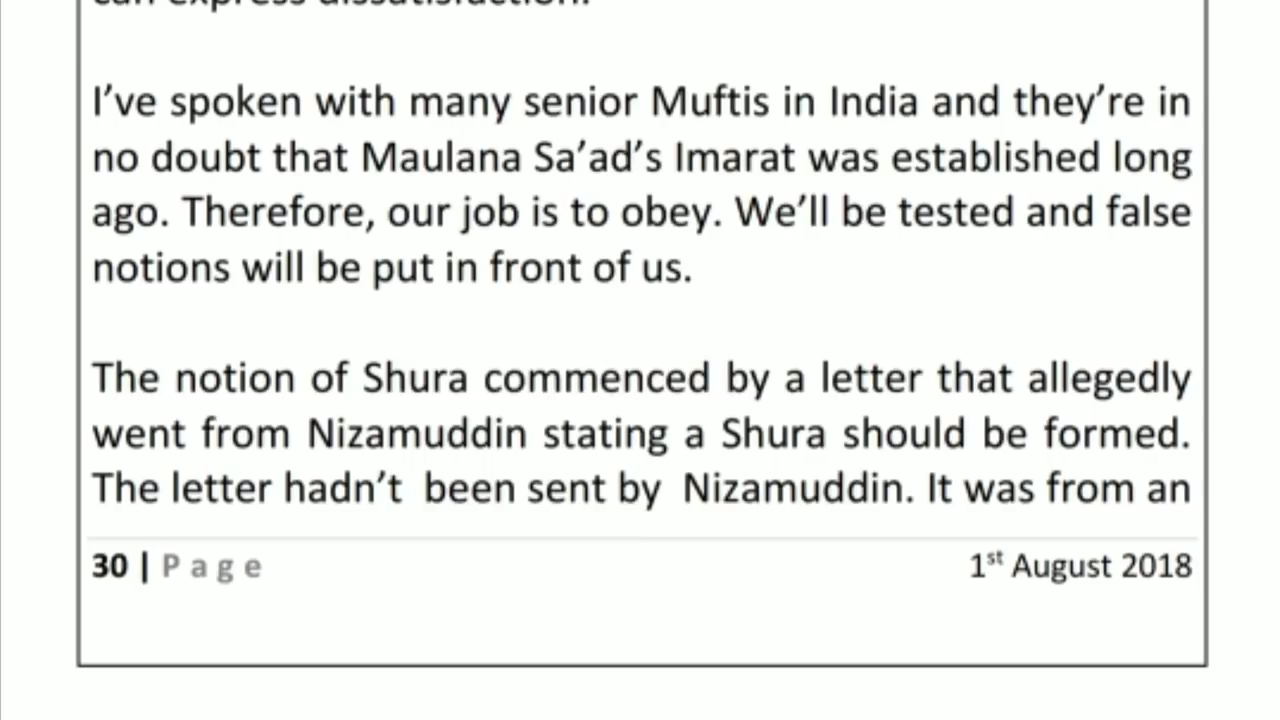 can express dissatisfaction.
I've spoken with many senior Muftis in India and they're in
no doubt that Maulana Sa'ad's Imarat was established long
ago. Therefore, our job is to obey. We'll be tested and false
notions will be put in front of us.
The notion of Shura commenced by a letter that allegedly
went from Nizamuddin stating a Shura should be formed.
The letter hadn't been sent by Nizamuddin. It was from an
30 | Page 1st August 2018